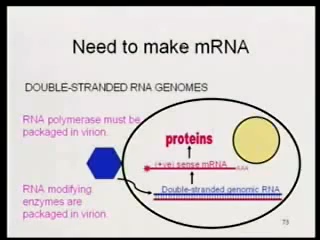 Need to make mRNA
DOUBLE-STRANDED RNA GENOMES
RNA polymerase must be
packaged in virion.
proteins
(+ve) sense mRNA
AAA
RNA modifying
enzymes are
packaged in virion.
Double-stranded genomic RNA
73